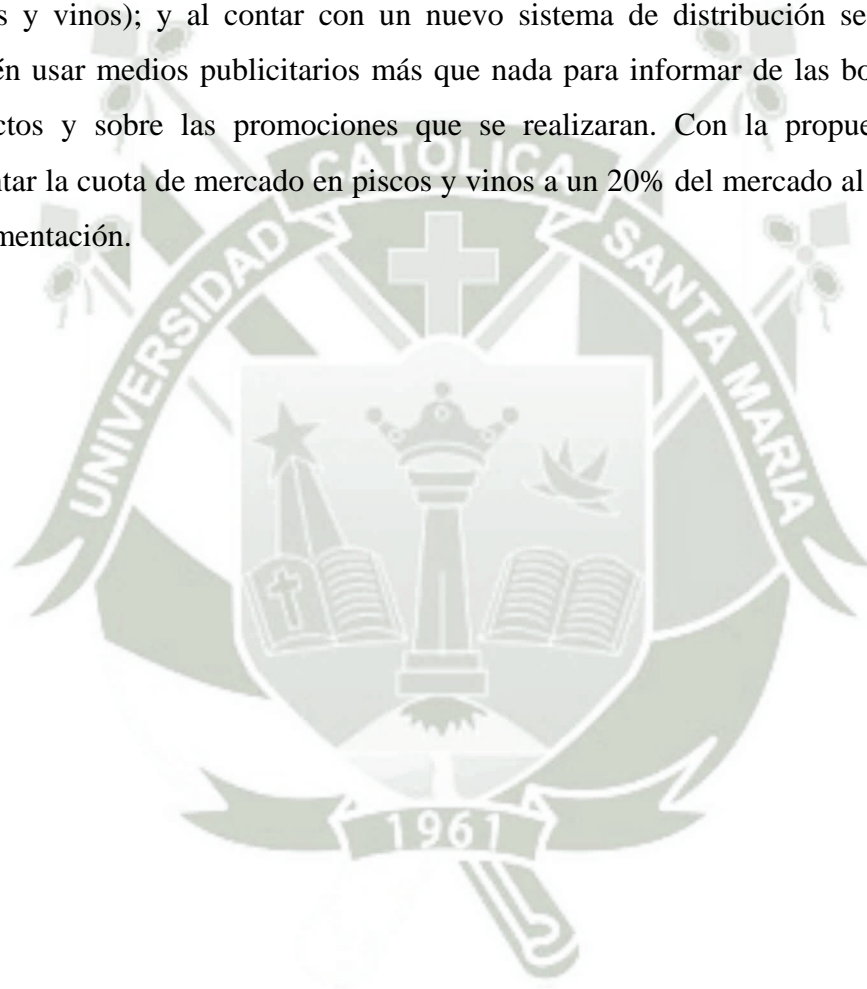 s y vinos); y al contar con un nuevo sistema de distribución se
én usar medios publicitarios más que nada para informar de las bo
ctos y sobre las promociones que se realizaran. Con la propue
ntar la cuota de mercado en piscos y vinos a un 20% del mercado al
mentación.
UNIVERSIDAD CATOLICA SANTA MARIA
1961